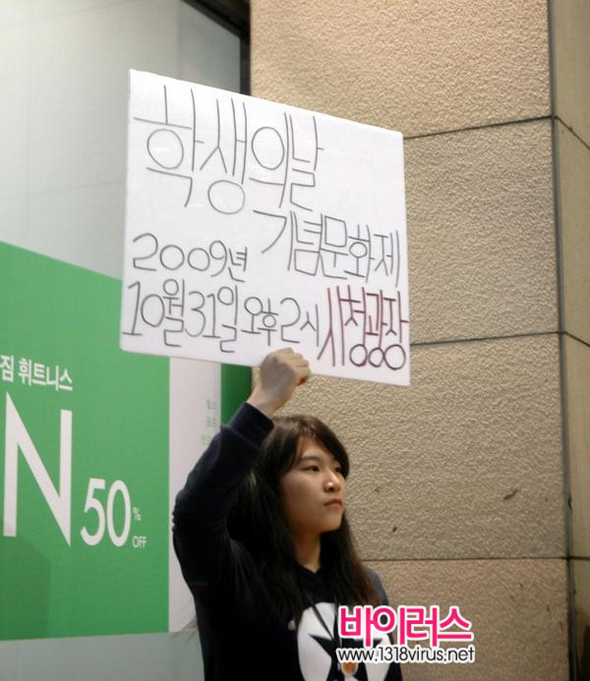 학생의날
기념문화제
2009년
10월31일 오후2시 시청광장
짐 휘트니스
N 50%
OFF
바이러스
www.1318virus.net